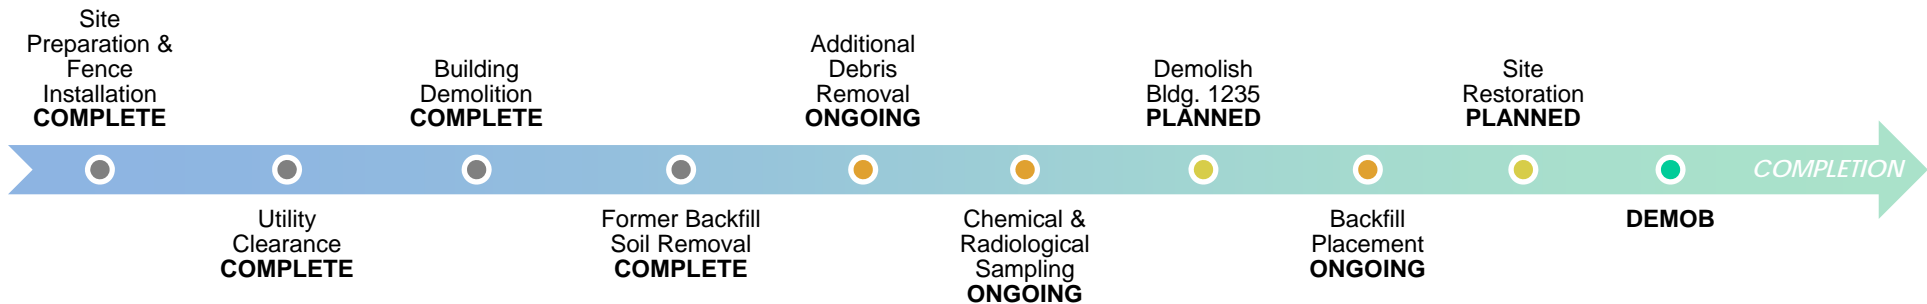 Site
Preparation &
Fence
Installation
COMPLETE
Utility
Clearance
COMPLETE
Building
Demolition
COMPLETE
Former Backfill
Soil Removal
COMPLETE
Additional
Debris
Removal
ONGOING
Chemical &
Radiological
Sampling
ONGOING
Demolish
Bldg. 1235
PLANNED
Backfill
Placement
ONGOING
Site
Restoration
PLANNED
DEMOB
COMPLETION